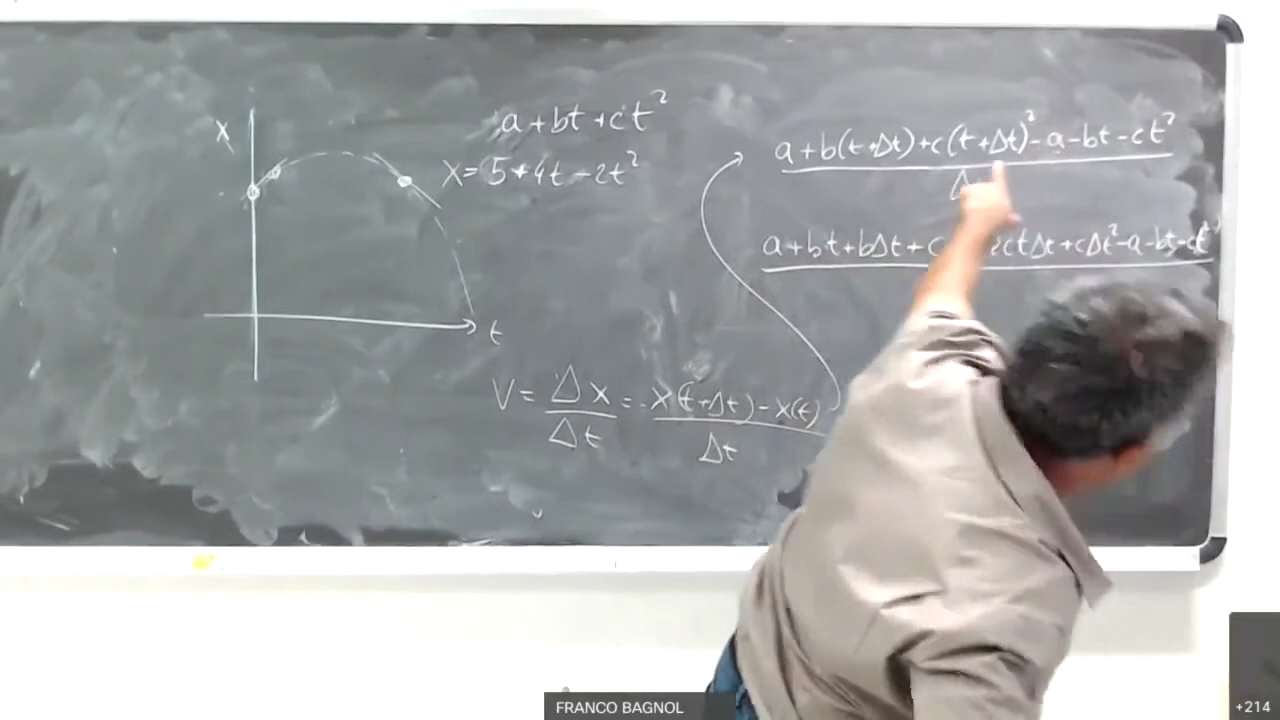 x
a+bt+ct²
x=5+4t-2t²
t
V = Δx/Δt = x(t+Δt)-x(t)/Δt
a+b(t+Δt)+c(t+Δt)²-a-bt-ct²
Δ
a+bt+bΔt+c ctΔt+cΔt²-a-bt-ct²
FRANCO BAGNOL
+214